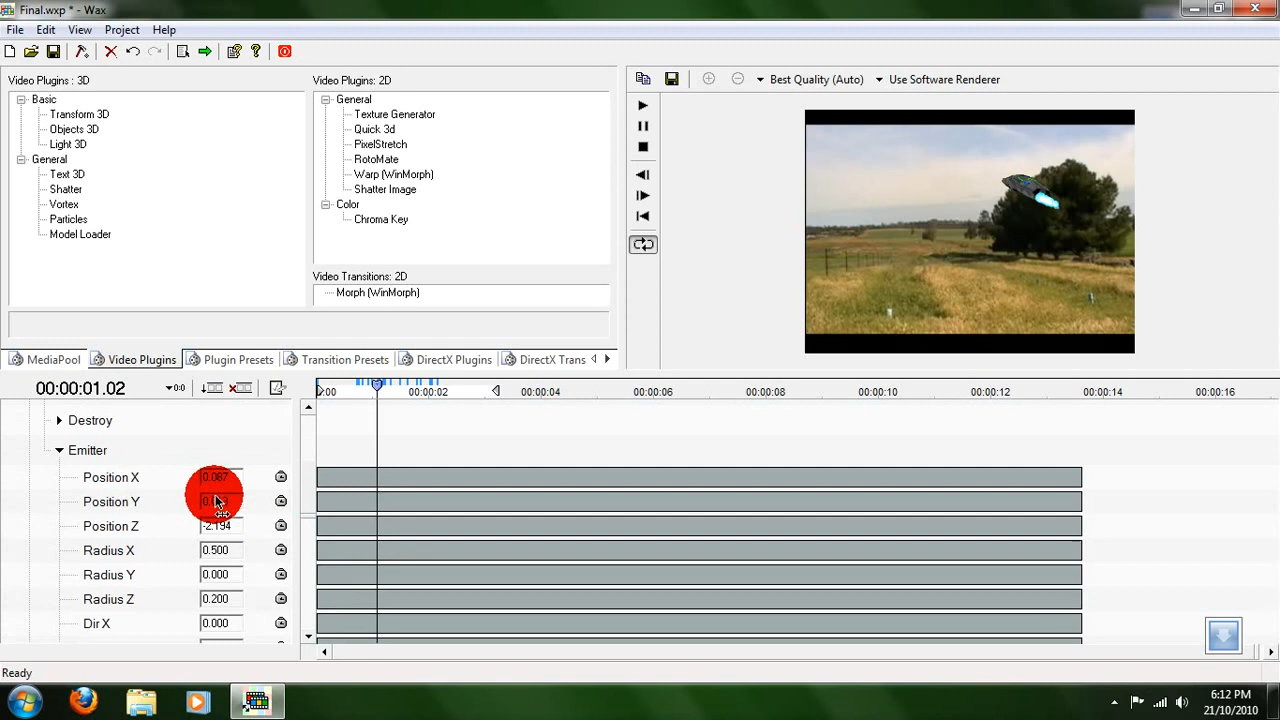 Final.wxp * - Wax
File Edit View Project Help
Video Plugins : 3D
Basic
Transform 3D
Objects 3D
Light 3D
General
Text 3D
Shatter
Vortex
Particles
Model Loader
Video Plugins: 2D
General
Texture Generator
Quick 3d
PixelStretch
RotoMate
Warp (WinMorph)
Shatter Image
Color
Chroma Key
Video Transitions: 2D
Morph (WinMorph)
Best Quality (Auto) Use Software Renderer
MediaPool Video Plugins Plugin Presets Transition Presets DirectX Plugins DirectX Trans
00:00:01.02
0:00 00:00:02 00:00:04 00:00:06 00:00:08 00:00:10 00:00:12 00:00:14 00:00:16
Destroy
Emitter
Position X 0.087
Position Y
Position Z -2.194
Radius X 0.500
Radius Y 0.000
Radius Z 0.200
Dir X 0.000
Ready
6:12 PM
21/10/2010